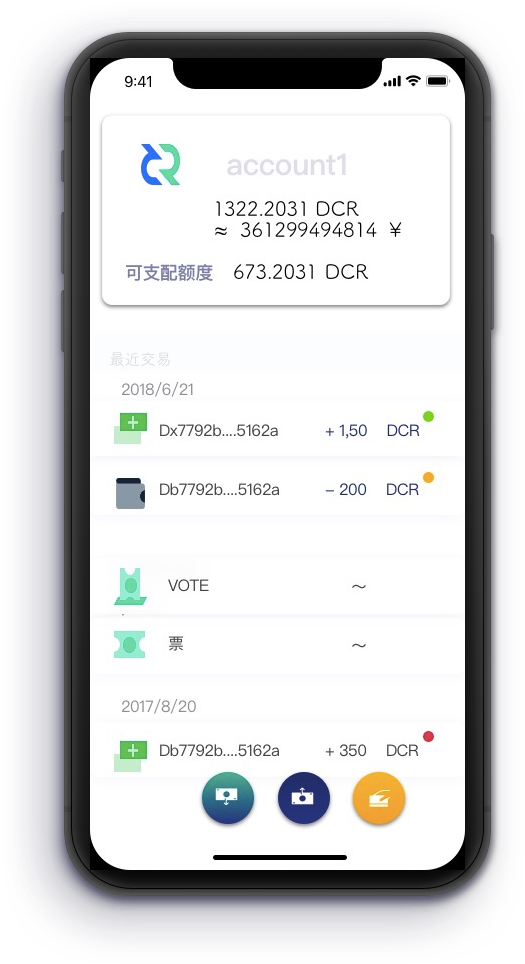 9:41
account1
1322.2031 DCR
≈ 361299494814 ¥
可支配额度 673.2031 DCR
最近交易
2018/6/21
Dx7792b....5162a + 1,50 DCR
Db7792b....5162a – 200 DCR
VOTE ~
票 ~
2017/8/20
Db7792b....5162a + 350 DCR